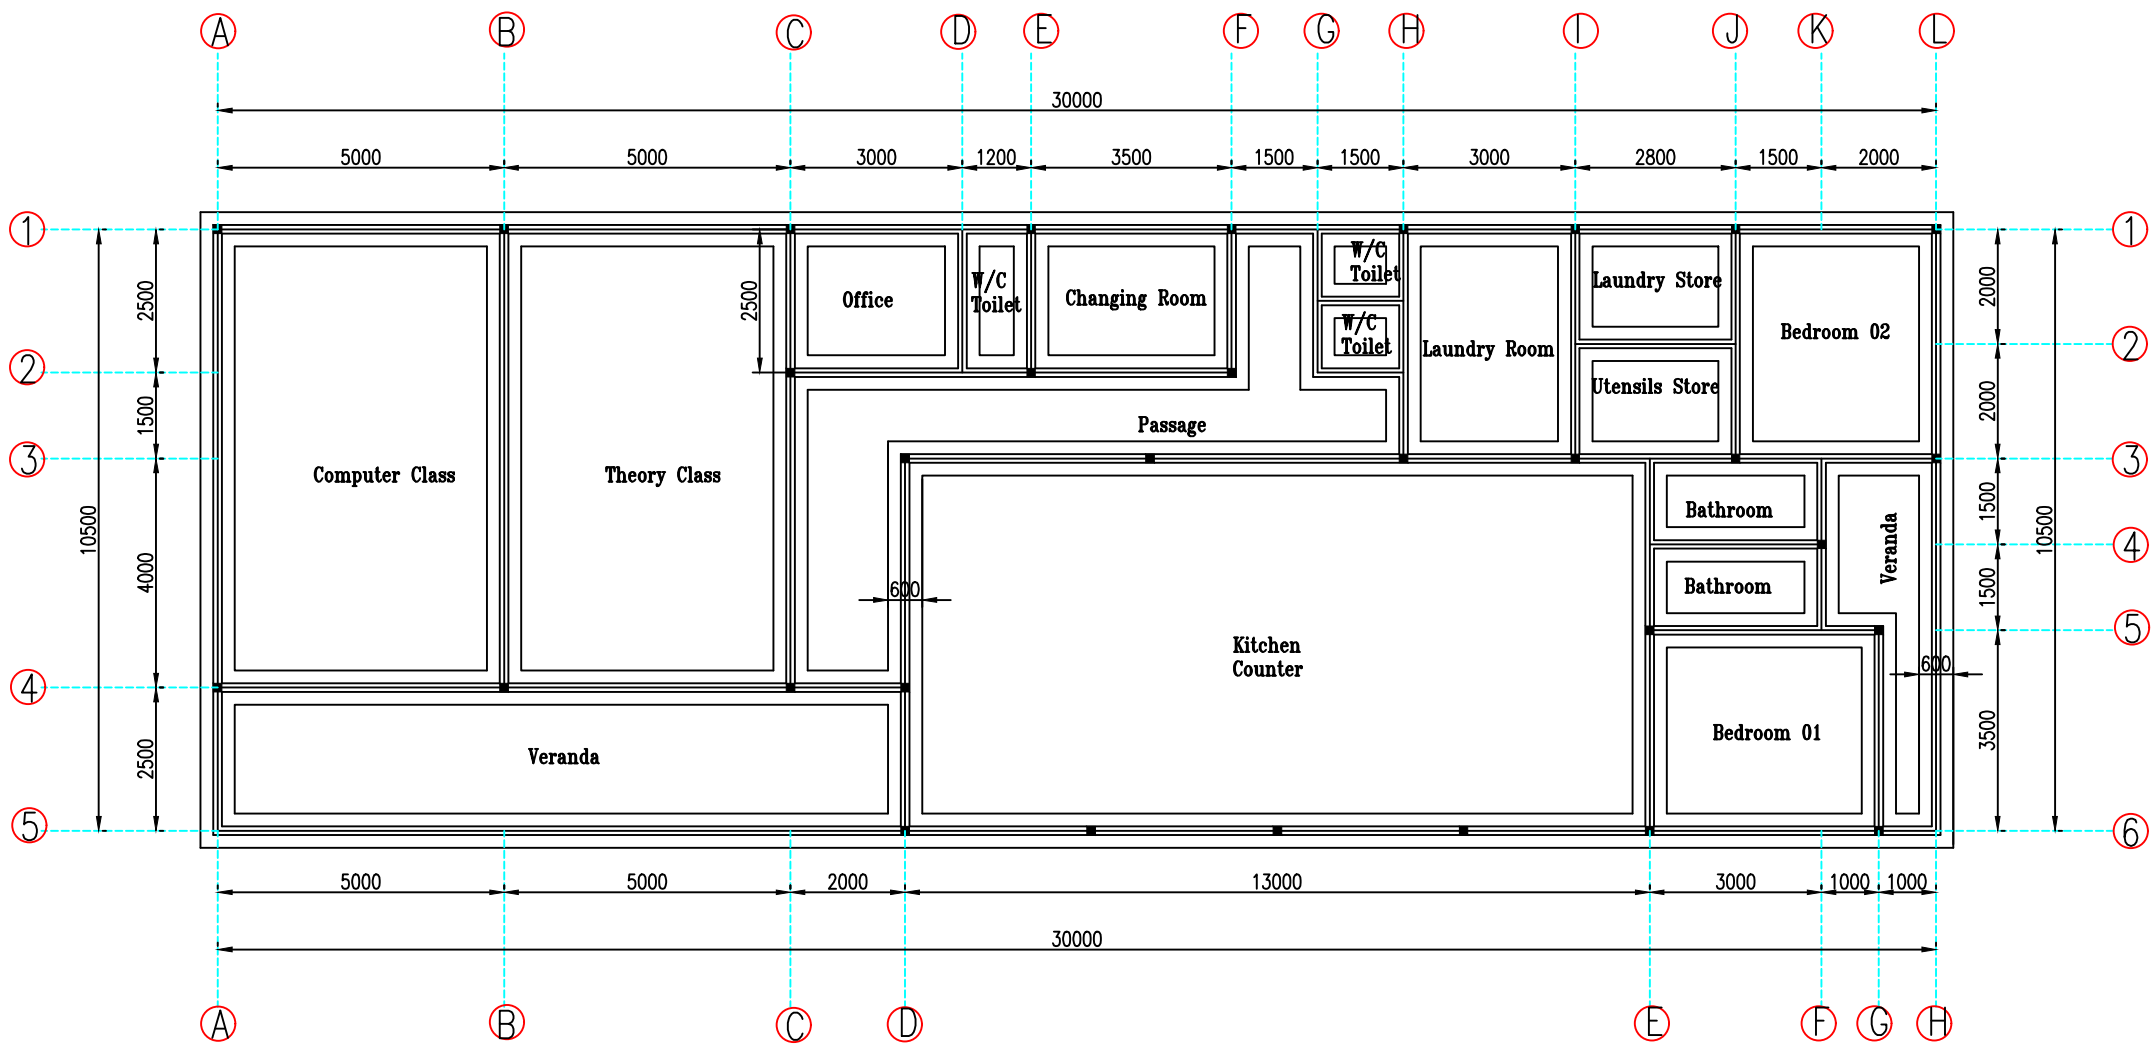 A B C D E F G H I J K L
30000
5000 5000 3000 1200 3500 1500 1500 3000 2800 1500 2000
1 1
2500 2500 2000
10500 10500
Office
W/C
Toilet
Changing Room
W/C
Toilet
W/C
Toilet
Laundry Room
Laundry Store
Bedroom 02
2 2
1500 2000
Utensils Store
Passage
3 3
Computer Class
Theory Class
4000 1500
Bathroom
Veranda
4
Bathroom
1500
600
5
Kitchen
Counter
600
4
Veranda
Bedroom 01
2500 3500
5 6
5000 5000 2000 13000 3000 1000 1000
30000
A B C D E F G H